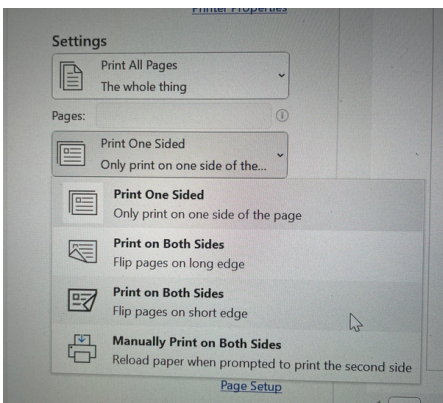 Printer Properties
Settings
Print All Pages
The whole thing
Pages:
Print One Sided
Only print on one side of the...
Print One Sided
Only print on one side of the page
Print on Both Sides
Flip pages on long edge
Print on Both Sides
Flip pages on short edge
Manually Print on Both Sides
Reload paper when prompted to print the second side
Page Setup